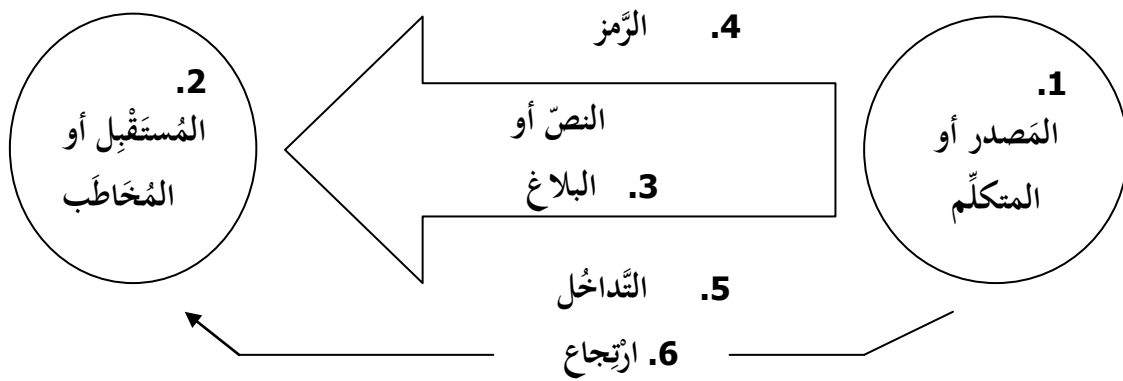 4. الرَّمز
1.
المَصدر أو
المتكلِّم
النصّ أو
3. البلاغ
2.
المُستَقْبِل أو
المُخَاطَب
5. التَّداخُل
6. ارْتِجاع